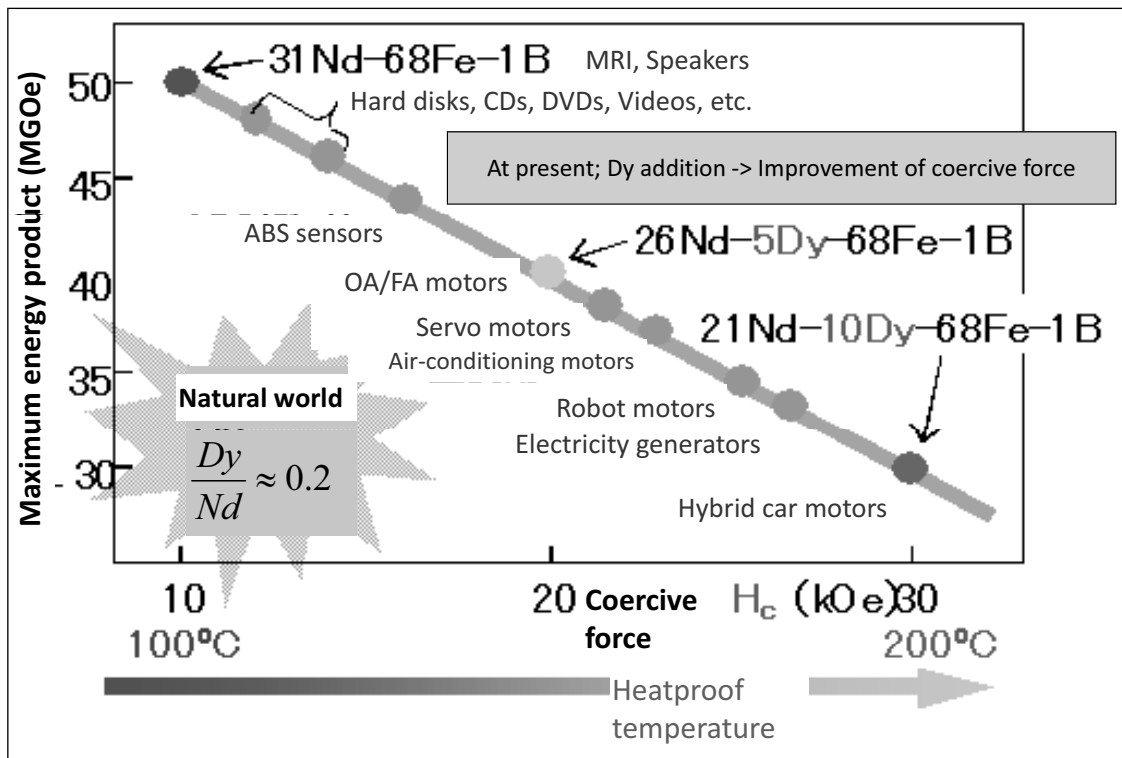 Maximum energy product (MGOe)
50
45
40
35
30
31Nd-68Fe-1B
MRI, Speakers
Hard disks, CDs, DVDs, Videos, etc.
At present; Dy addition -> Improvement of coercive force
ABS sensors
26Nd-5Dy-68Fe-1B
OA/FA motors
Servo motors
21Nd-10Dy-68Fe-1B
Air-conditioning motors
Natural world
Dy
Nd
≈ 0.2
Robot motors
Electricity generators
Hybrid car motors
10
20
Coercive
force
Hc (kOe)
30
100ºC
200ºC
Heatproof
temperature